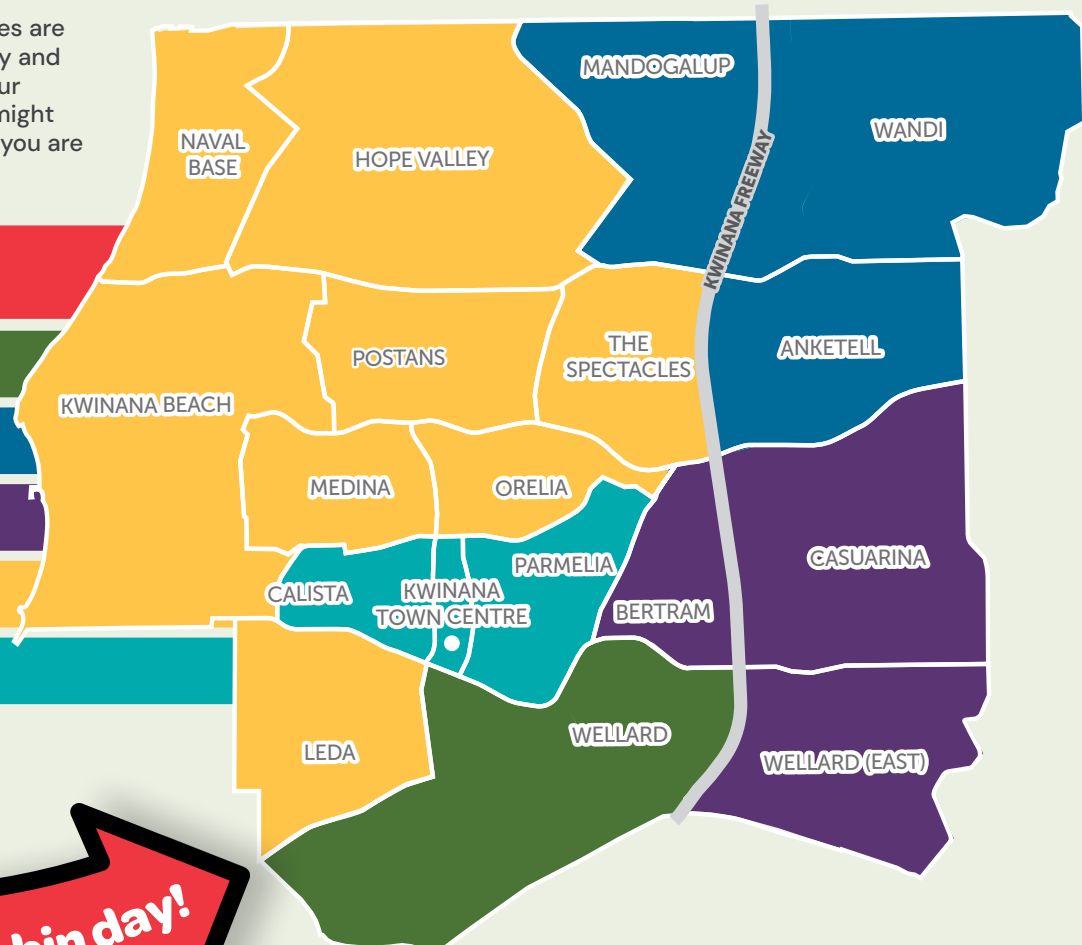 es are
y and
ur
might
you are
MANDOGALUP
WANDI
NAVAL
BASE
HOPE VALLEY
KWINANA FREEWAY
THE
SPECTACLES
ANKETELL
POSTANS
KWINANA BEACH
MEDINA
ORELIA
CASUARINA
PARMELIA
CALISTA
KWINANA
TOWN CENTRE
BERTRAM
WELLARD
LEDA
WELLARD (EAST)
bin day!